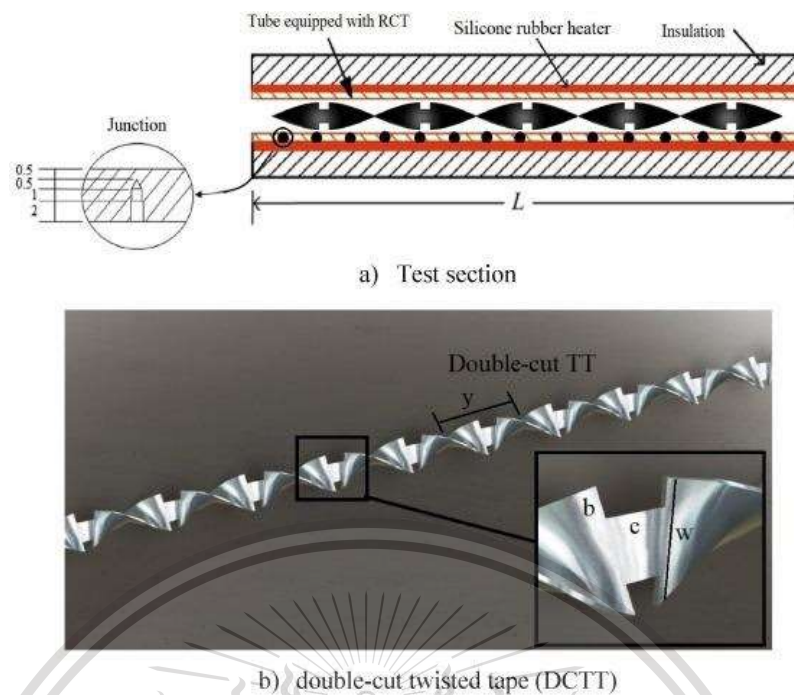 Tube equipped with RCT
Silicone rubber heater
Insulation
Junction
0.5
0.5
1
2
L
a) Test section
Double-cut TT
y
b
c
w
b) double-cut twisted tape (DCTT)